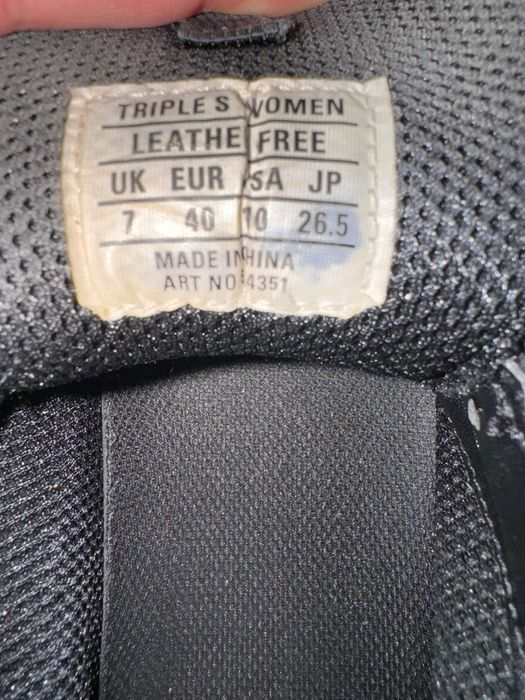 TRIPLE S WOMEN
LEATHE FREE
UK EUR SA JP
7 40 10 26.5
MADE IN HINA
ART NO 4351